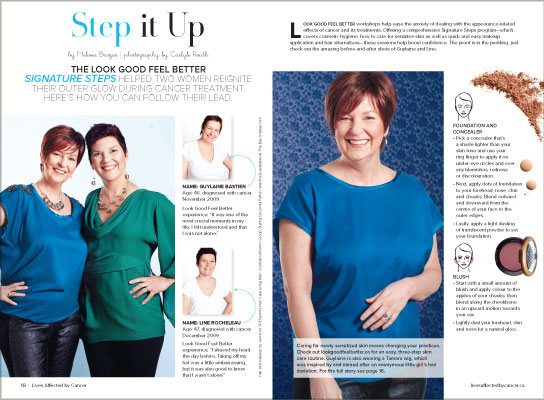 Step it Up
by Melissa Brazier | photography by Carlyle Routh
THE LOOK GOOD FEEL BETTER
SIGNATURE STEPS HELPED TWO WOMEN REIGNITE
THEIR OUTER GLOW DURING CANCER TREATMENT.
HERE'S HOW YOU CAN FOLLOW THEIR LEAD.
NAME: GUYLAINE BASTIEN
Age 46, diagnosed with cancer
November 2009
Look Good Feel Better
experience: "It was one of the
most crucial moments in my
life. I felt understood and that
I was not alone."
NAME: LINE ROCHELEAU
Age 47, diagnosed with cancer
December 2009
Look Good Feel Better
experience: "I shaved my head
the day before. Taking off my
hat was a little embarrassing,
but it was also good to know
that I wasn't alone."
18 | Lives Affected by Cancer
LOOK GOOD FEEL BETTER workshops help ease the anxiety of dealing with the appearance-related
effects of cancer and its treatments. Offering a comprehensive Signature Steps program—which
covers cosmetic hygiene, how to care for sensitive skin as well as quick and easy makeup
application and hair alternatives—these sessions help boost confidence. The proof is in the pudding; just
check out the amazing before-and-after shots of Guylaine and Line.
FOUNDATION AND
CONCEALER
– Pick a concealer that's
a shade lighter than your
skin tone and use your
ring finger to apply it on
under-eye circles and over
any blemishes, redness
or discolouration.
– Next, apply dots of foundation
to your forehead, nose, chin
and cheeks. Blend outward
and downward from the
centre of your face to the
outer edges.
– Lastly, apply a light dusting
of translucent powder to set
your foundation.
BLUSH
– Start with a small amount of
blush and apply colour to the
apples of your cheeks, then
blend along the cheekbone
in an upward motion towards
your ear.
– Lightly dust your forehead, chin
and nose for a natural glow.
Caring for newly sensitized skin means changing your practices.
Check out lookgoodfeelbetter.ca for an easy, three-step skin
care routine. Guylaine is also wearing a Tamara wig, which
was inspired by and named after an anonymous little girl's hair
donation. For the full story see page 16.
livesaffectedbycancer.ca